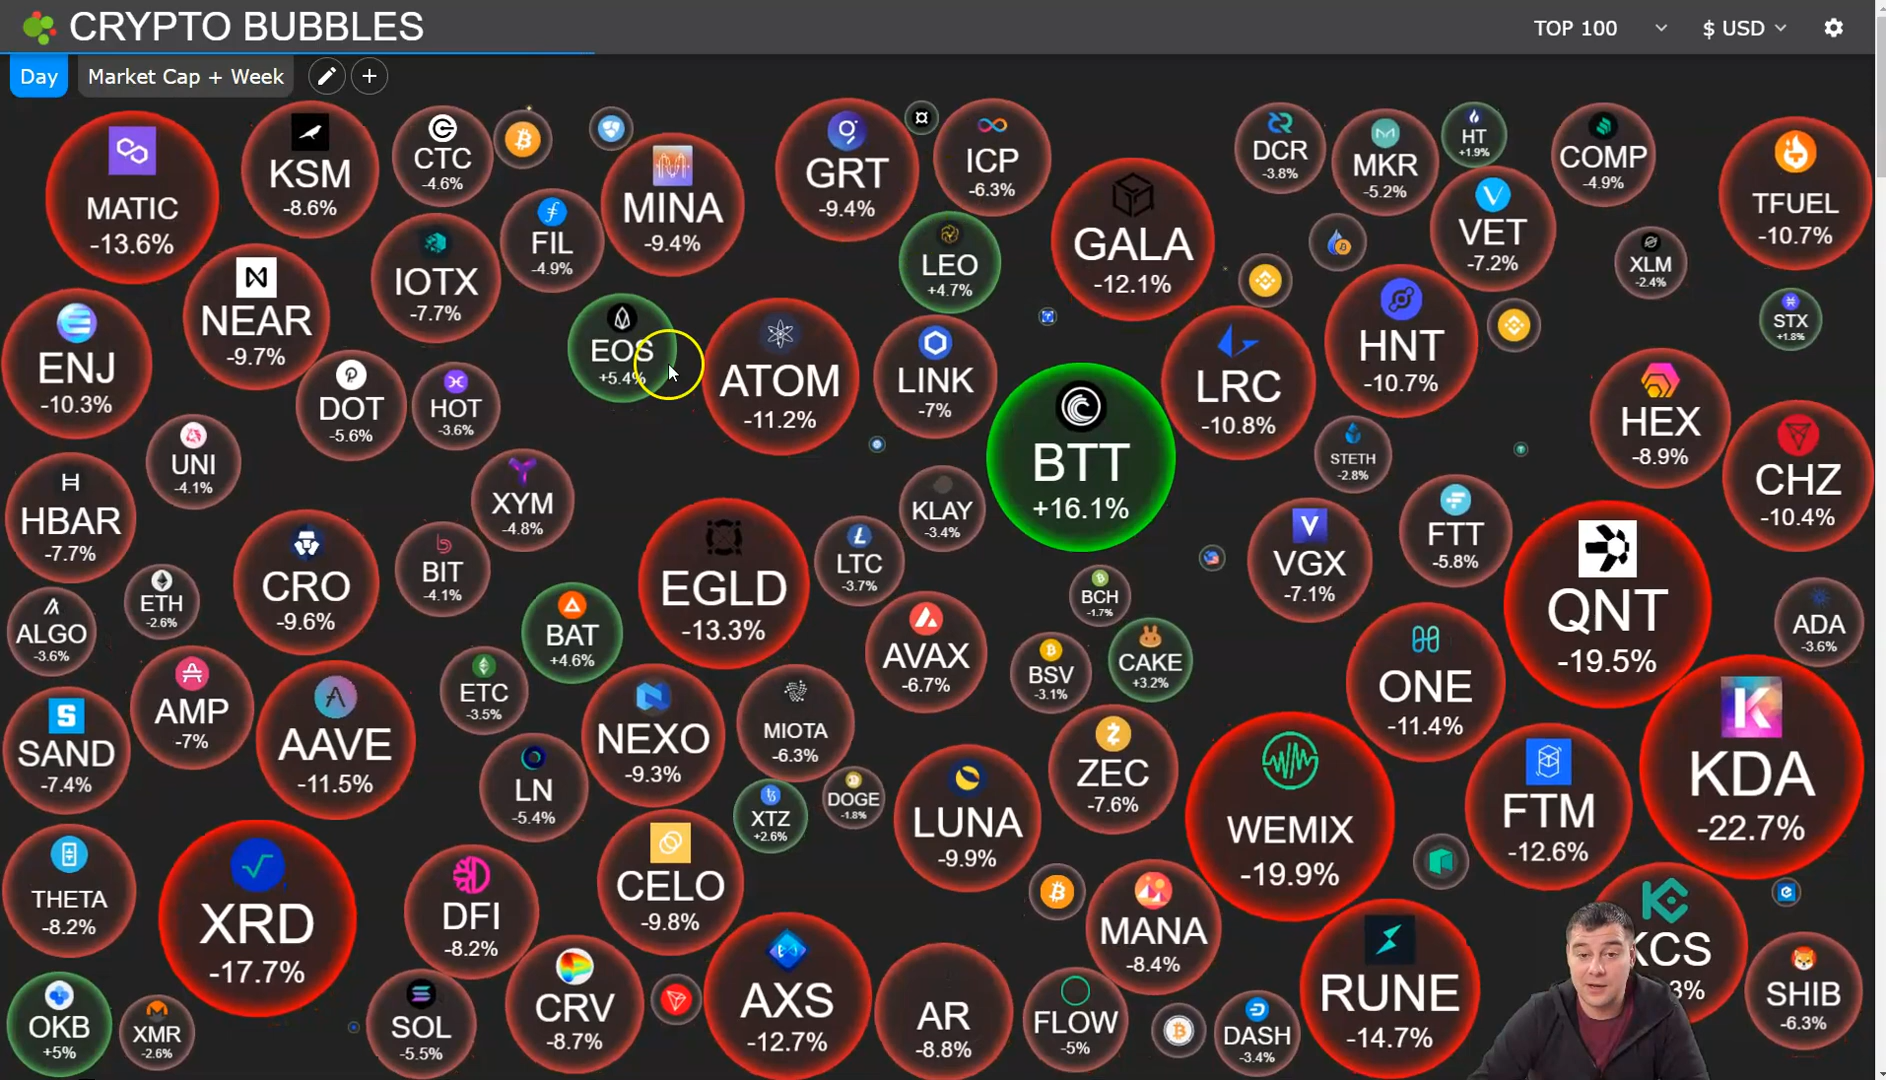 CRYPTO BUBBLES
TOP 100
$ USD
Day
Market Cap + Week
MATIC
-13.6%
KSM
-8.6%
CTC
-4.6%
FIL
-4.9%
MINA
-9.4%
GRT
-9.4%
ICP
-6.3%
GALA
-12.1%
DCR
-3.8%
MKR
-5.2%
HT
+1.9%
VET
-7.2%
COMP
-4.9%
XLM
-2.4%
TFUEL
-10.7%
NEAR
-9.7%
IOTX
-7.7%
LEO
+4.7%
STX
+1.8%
ENJ
-10.3%
DOT
-5.6%
HOT
-3.6%
EOS
+5.4%
ATOM
-11.2%
LINK
-7%
LRC
-10.8%
HNT
-10.7%
HEX
-8.9%
CHZ
-10.4%
UNI
-4.1%
BTT
+16.1%
STETH
-2.8%
HBAR
-7.7%
XYM
-4.8%
KLAY
-3.4%
FTT
-5.8%
CRO
-9.6%
BIT
-4.1%
EGLD
-13.3%
LTC
-3.7%
VGX
-7.1%
QNT
-19.5%
ETH
-2.6%
BCH
-1.7%
ALGO
-3.6%
BAT
+4.6%
AVAX
-6.7%
BSV
-3.1%
CAKE
+3.2%
ADA
-3.6%
AMP
-7%
AAVE
-11.5%
ETC
-3.5%
NEXO
-9.3%
MIOTA
-6.3%
ONE
-11.4%
SAND
-7.4%
LN
-5.4%
XTZ
+2.6%
DOGE
-1.8%
LUNA
-9.9%
ZEC
-7.6%
WEMIX
-19.9%
FTM
-12.6%
KDA
-22.7%
THETA
-8.2%
XRD
-17.7%
DFI
-8.2%
CELO
-9.8%
MANA
-8.4%
KCS
3%
OKB
+5%
XMR
-2.6%
SOL
-5.5%
CRV
-8.7%
AXS
-12.7%
AR
-8.8%
FLOW
-5%
DASH
-3.4%
RUNE
-14.7%
SHIB
-6.3%